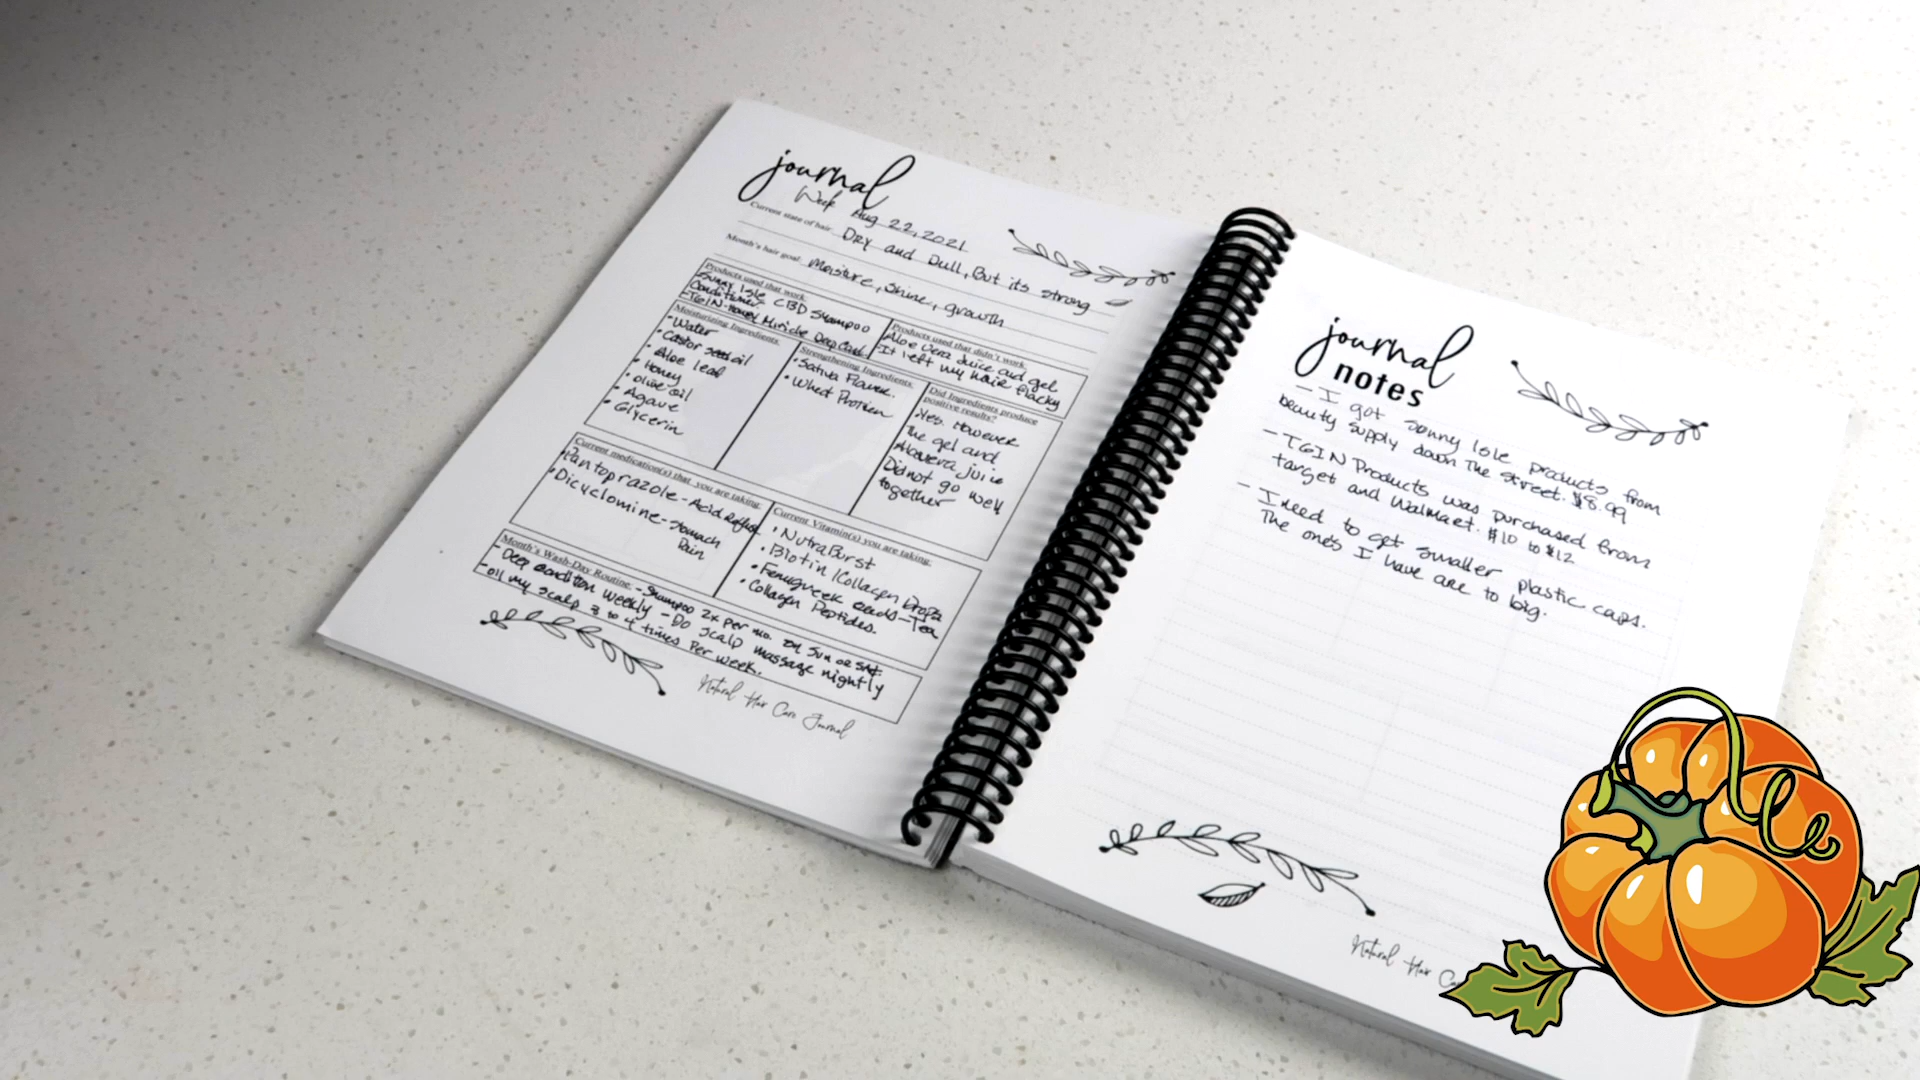 journal
Week Aug 22, 2021
Current state of hair: Dry and Dull, But its strong
Month's hair goal: Moisture, Shine, growth
Products used that work:
Sunny Isle CBD Shampoo
Conditioner
-TGIN-Honey Miracle Deep Cond.
Products used that didn't work
Aloe Vera Juice and gel
It left my hair flacky
Moisturizing Ingredients
• Water
• Castor seed oil
• Aloe leaf
• Honey
• olive oil
• Agave
• Glycerin
Strengthening Ingredients
• Sativa
• Wheat Protien
Did Ingredients produce
positive results?
Yes. However
The gel and
Aloevera juice
Did not go well
together
Current medication(s) that you are taking
Pantoprazole - Acid Reflux
Dicyclomine - Stomach
Pain
Current Vitamin(s) you are taking
• NutraBurst
• Biotin /Collagen Drops
• Fenugreek seeds - Tea
• Collagen Peptides.
Month's Wash-Day Routine - Shampoo 2x per mo. on Sun or Sat
- Deep condition weekly - Do scalp massage nightly
- oil my scalp 3 to 4 times Per week.
Natural Hair Care Journal
journal
notes
- I got Sunny Isle products from
beauty supply down the street. $8.99
- TGIN Products was purchased from
target and Walmart. $10 to $12
- I need to get smaller plastic caps.
The ones I have are to big.
Natural Hair